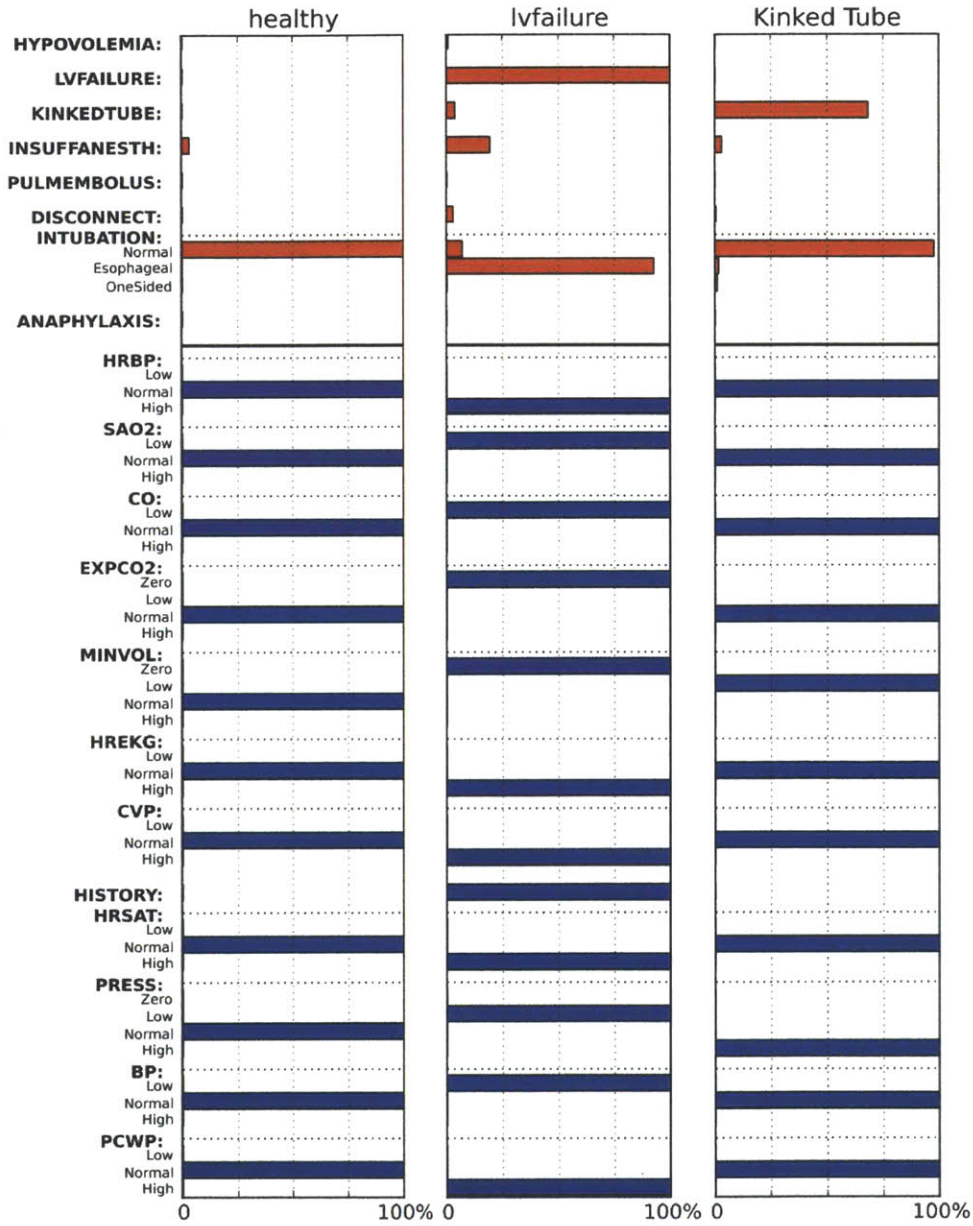 healthy lvfailure Kinked Tube
HYPOVOLEMIA:
LVFAILURE:
KINKEDTUBE:
INSUFFANESTH:
PULMEMBOLUS:
DISCONNECT:
INTUBATION:
Normal
Esophageal
OneSided
ANAPHYLAXIS:
HRBP:
Low
Normal
High
SAO2:
Low
Normal
High
CO:
Low
Normal
High
EXPCO2:
Zero
Low
Normal
High
MINVOL:
Zero
Low
Normal
High
HREKG:
Low
Normal
High
CVP:
Low
Normal
High
HISTORY:
HRSAT:
Low
Normal
High
PRESS:
Zero
Low
Normal
High
BP:
Low
Normal
High
PCWP:
Low
Normal
High
0 100% 0 100% 0 100%